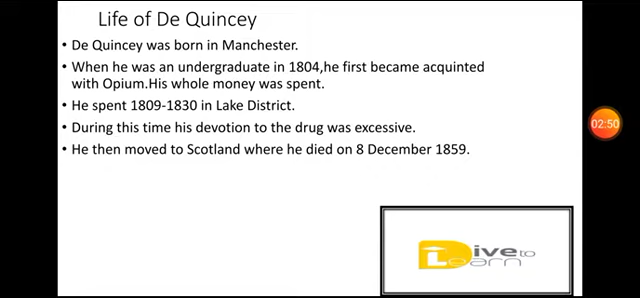 Life of De Quincey
• De Quincey was born in Manchester.
• When he was an undergraduate in 1804,he first became acquinted
with Opium.His whole money was spent.
• He spent 1809-1830 in Lake District.
• During this time his devotion to the drug was excessive.
• He then moved to Scotland where he died on 8 December 1859.
02:50
Dive to
Learn